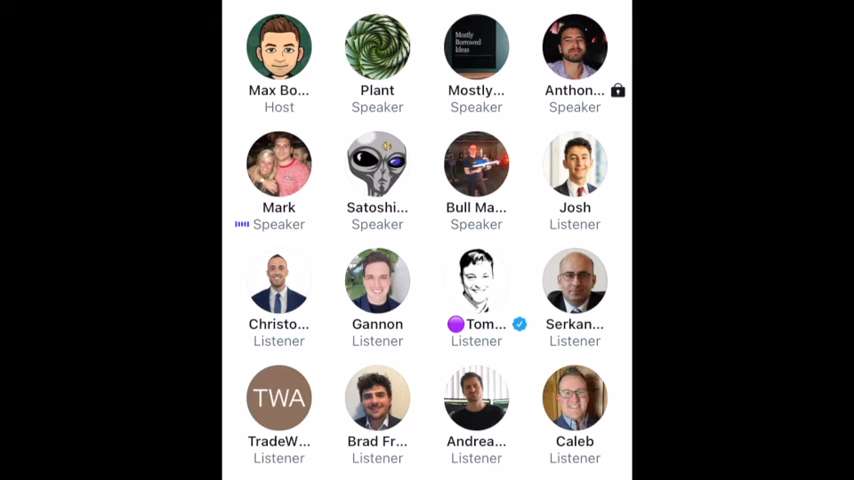 Mostly
Borrowed
Ideas
Max Bo... Plant Mostly... Anthon...
Host Speaker Speaker Speaker
Mark Satoshi... Bull Ma... Josh
Speaker Speaker Speaker Listener
Christo... Gannon Tom... Serkan...
Listener Listener Listener Listener
TWA
TradeW... Brad Fr... Andrea... Caleb
Listener Listener Listener Listener